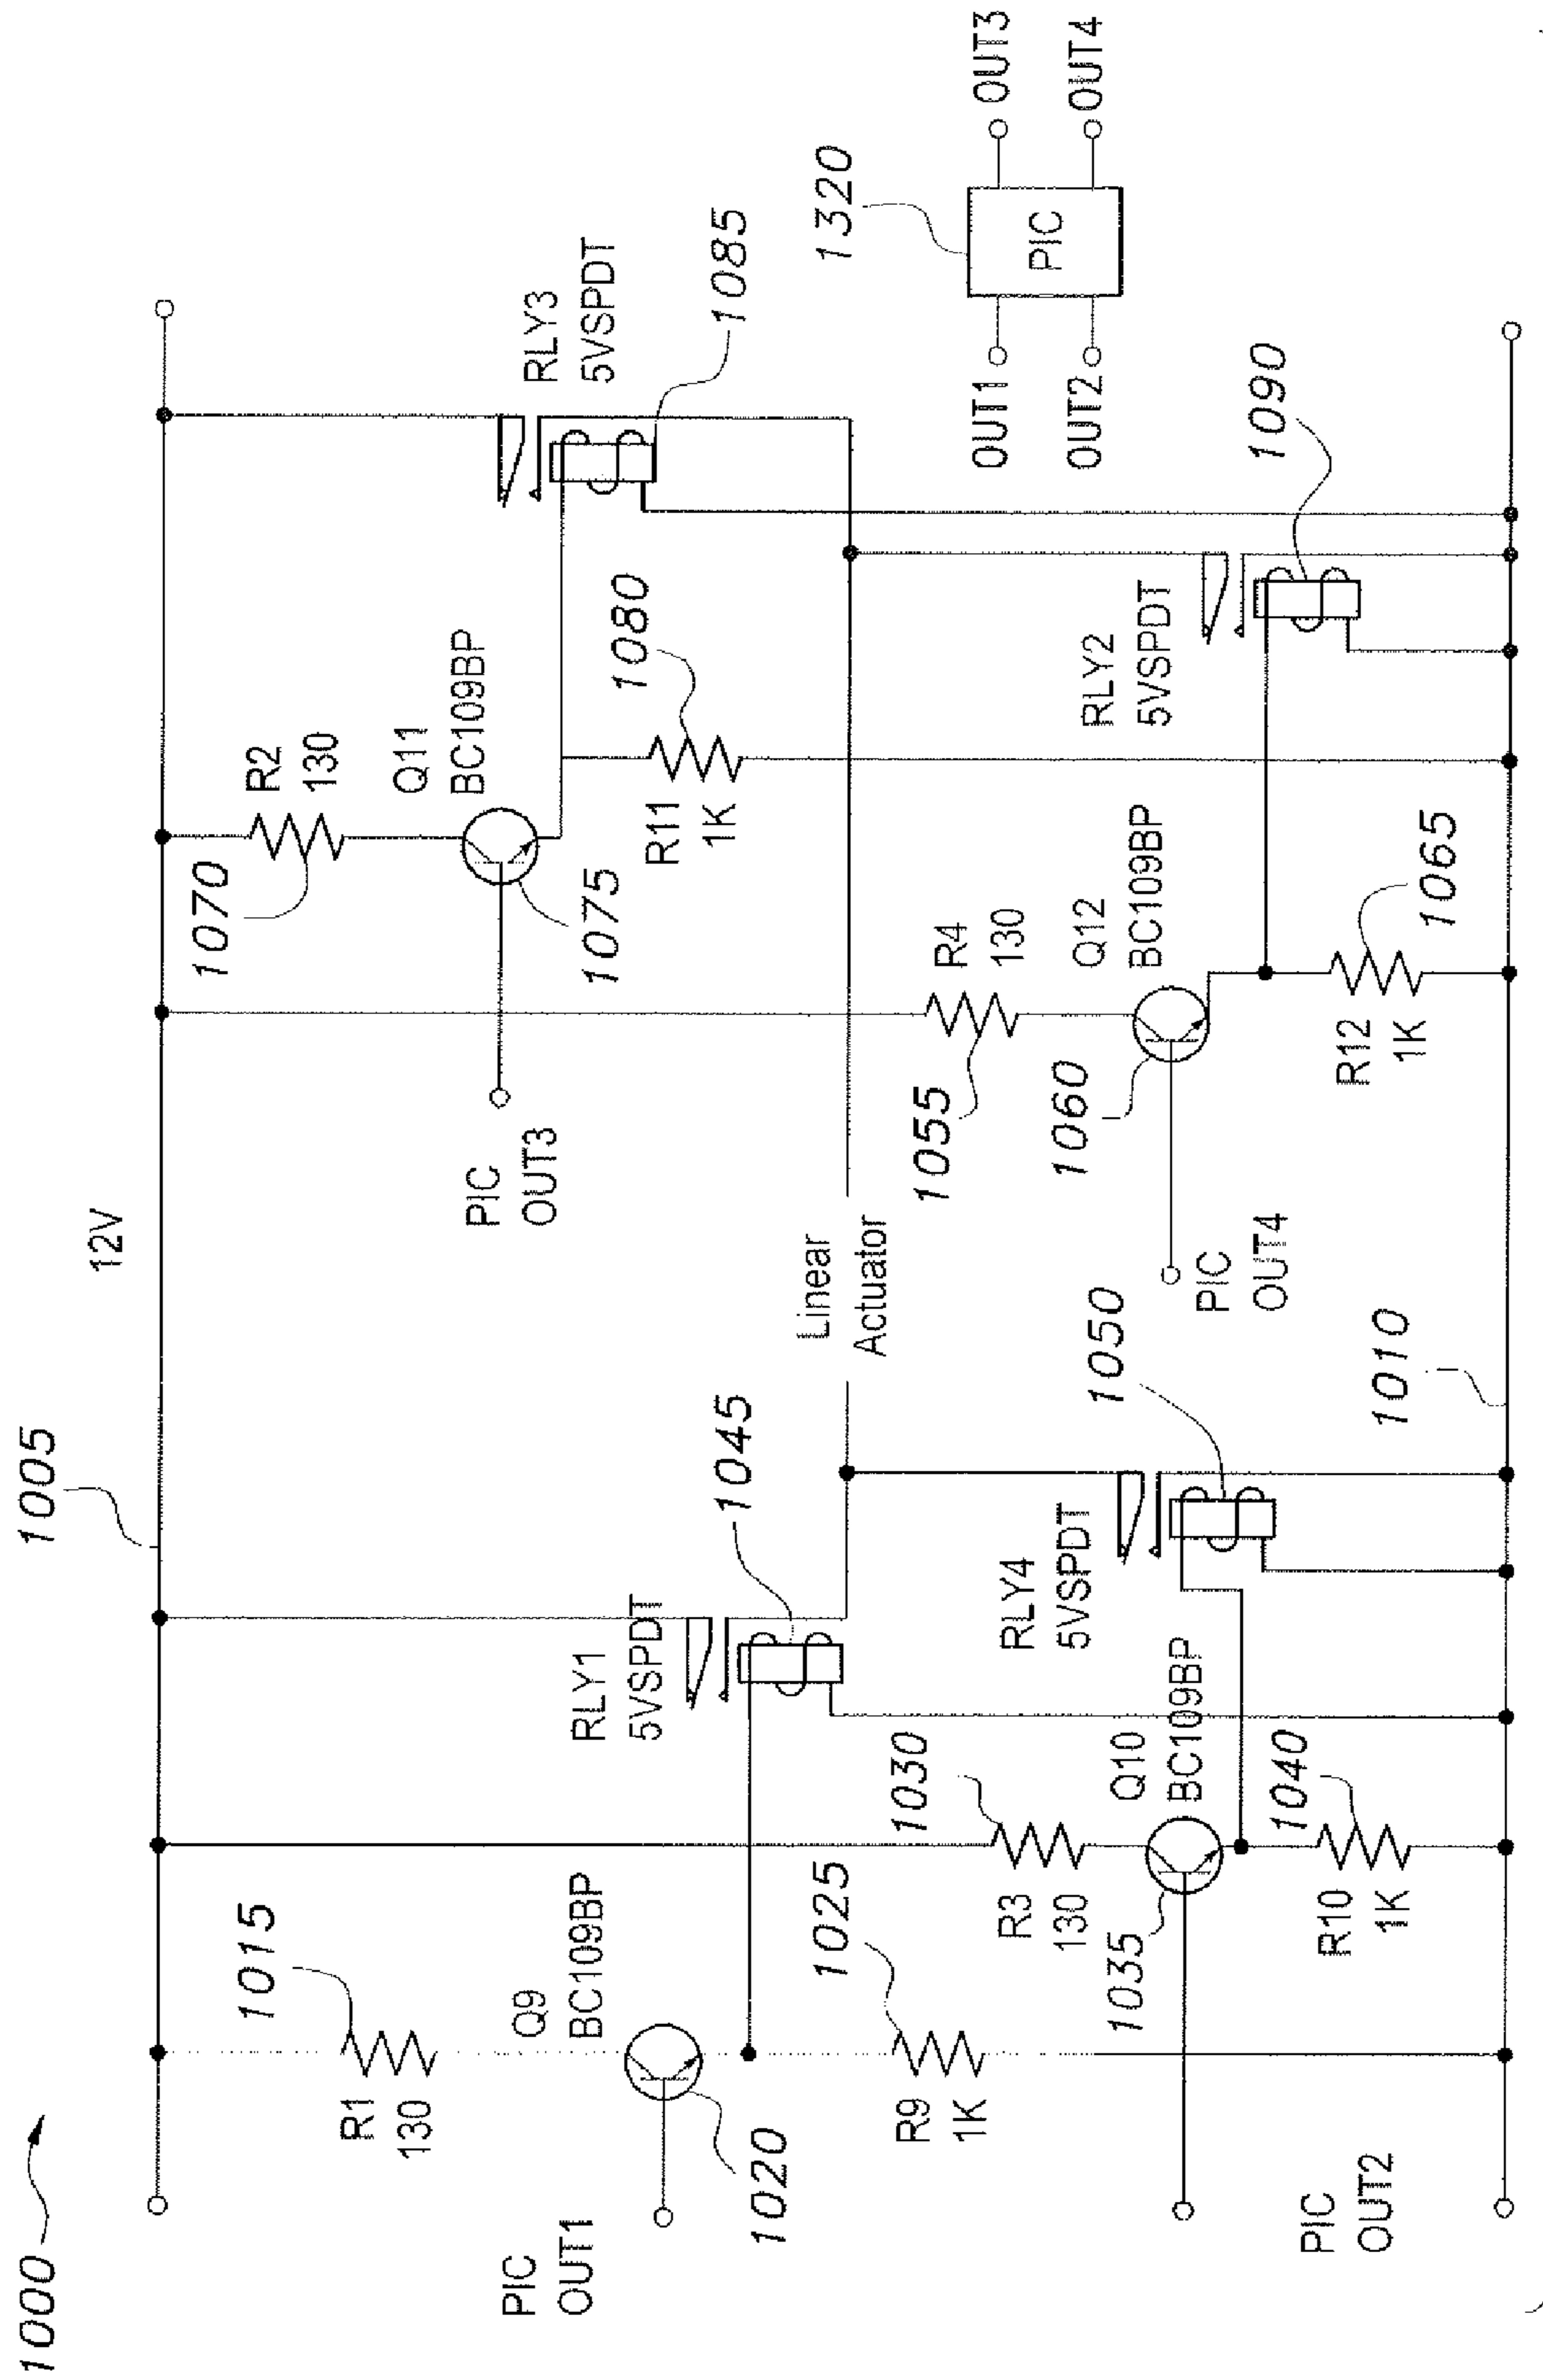 1000
1005
12V
PIC
OUT1
R1
130
1015
Q9
BC109BP
1020
R9
1K
1025
RLY1
5VSPDT
1045
PIC
OUT2
R3
130
1030
Q10
BC109BP
1035
R10
1K
1040
RLY4
5VSPDT
1050
1010
Linear
Actuator
PIC
OUT3
R2
130
1070
Q11
BC109BP
1075
R11
1K
1080
RLY3
5VSPDT
1085
PIC
OUT4
R4
130
1055
Q12
BC109BP
1060
R12
1K
1065
RLY2
5VSPDT
1090
1320
PIC
OUT1
OUT2
OUT3
OUT4